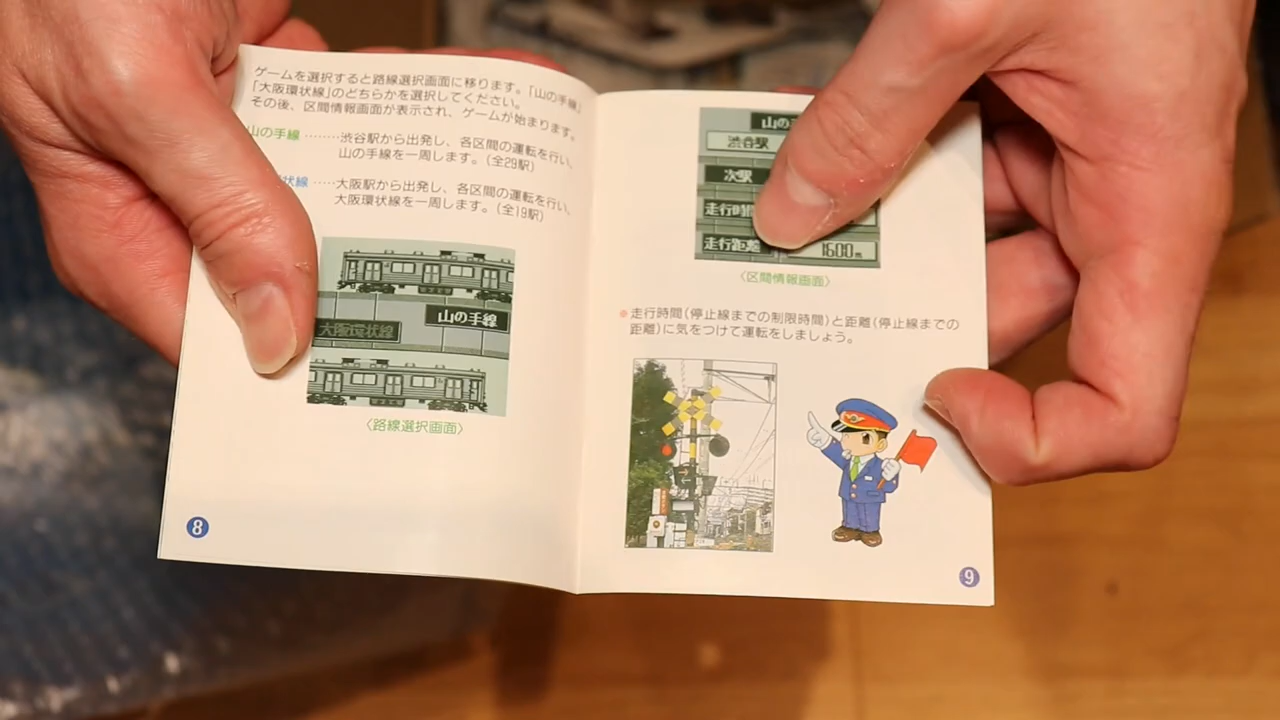 ゲームを選択すると路線選択画面に移ります。「山の手線」
「大阪環状線」のどちらかを選択してください。
その後、区間情報画面が表示され、ゲームが始まります。
山の手線 ………渋谷駅から出発し、各区間の運転を行い、
山の手線を一周します。(全29駅)
状線 ……大阪駅から出発し、各区間の運転を行い、
大阪環状線を一周します。(全19駅)
山の手線
大阪環状線
〈路線選択画面〉
8
山の
渋谷駅
次駅
走行時間
走行距離 1600m
〈区間情報画面〉
●走行時間(停止線までの制限時間)と距離(停止線までの
距離)に気をつけて運転をしましょう。
9